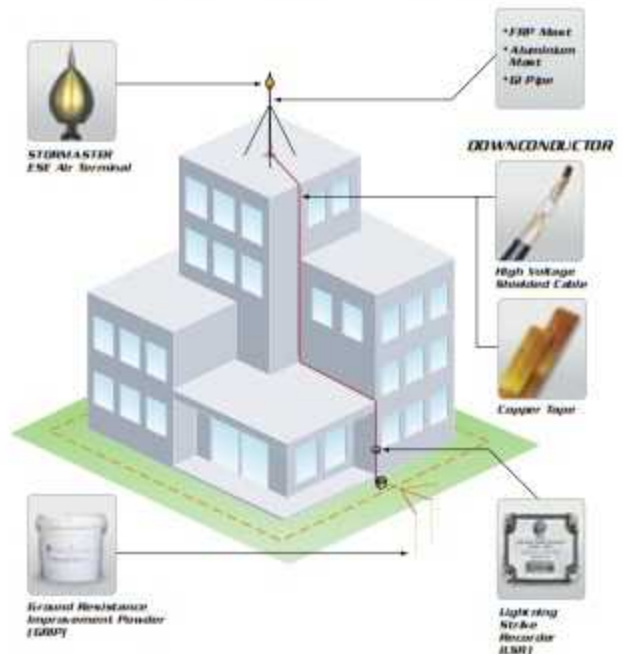 • FRP Mast
• Aluminium
Mast
• GI Pipe
STORMASTER
ESE Air Terminal
DOWNCONDUCTOR
High Voltage
Shielded Cable
Copper Tape
Ground Resistance
Improvement Powder
(GRIP)
Lightning
Strike
Recorder
(LSR)